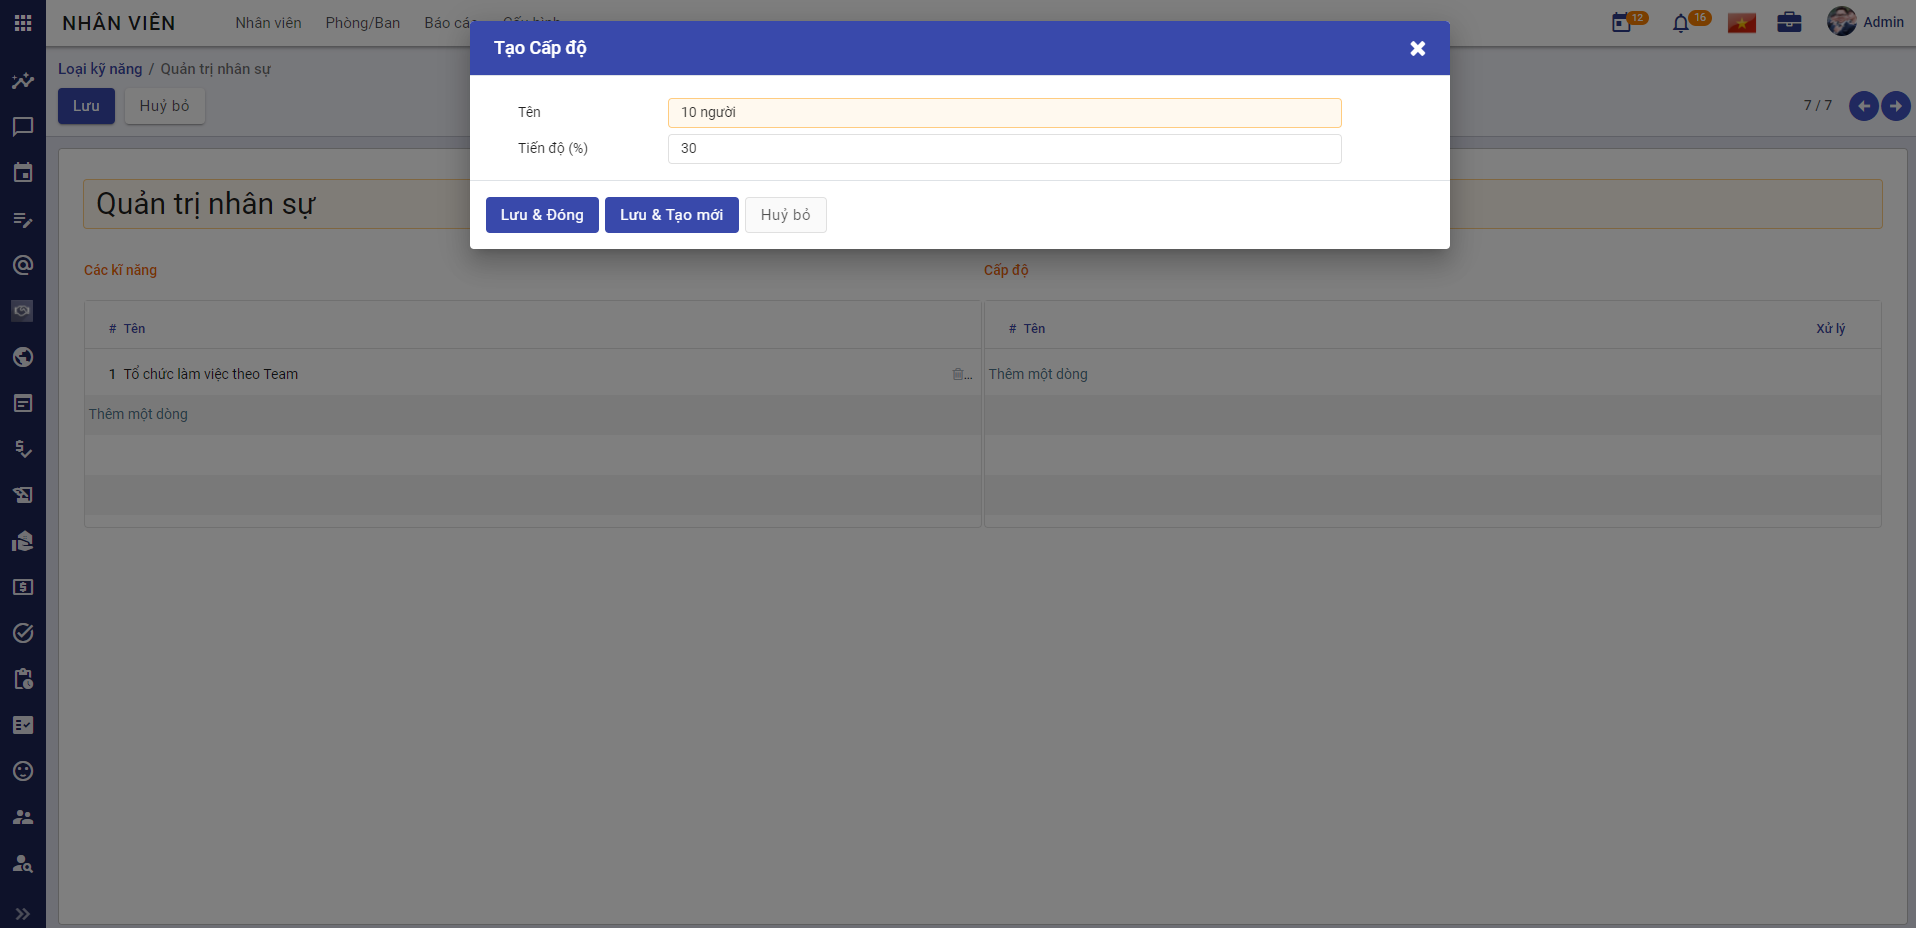 NHÂN VIÊN
Nhân viên Phòng/Ban Báo cáo
12
16
Admin
Loại kỹ năng / Quản trị nhân sự
Lưu Huỷ bỏ
7 / 7
Tạo Cấp độ
Tên 10 người
Tiến độ (%) 30
Lưu & Đóng Lưu & Tạo mới Huỷ bỏ
Quản trị nhân sự
Các kĩ năng
# Tên
1 Tổ chức làm việc theo Team ...
Thêm một dòng
Cấp độ
# Tên Xử lý
Thêm một dòng